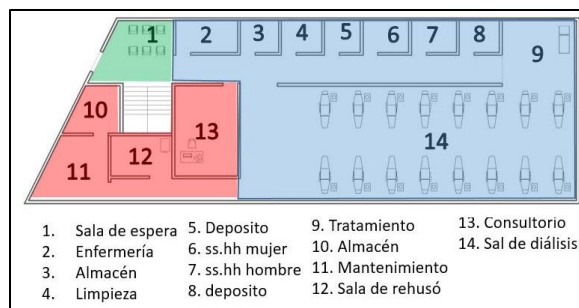 1
2
3
4
5
6
7
8
9
10
13
14
11
12
1. Sala de espera
2. Enfermería
3. Almacén
4. Limpieza
5. Deposito
6. ss.hh mujer
7. ss.hh hombre
8. deposito
9. Tratamiento
10. Almacén
11. Mantenimiento
12. Sala de rehusó
13. Consultorio
14. Sal de diálisis